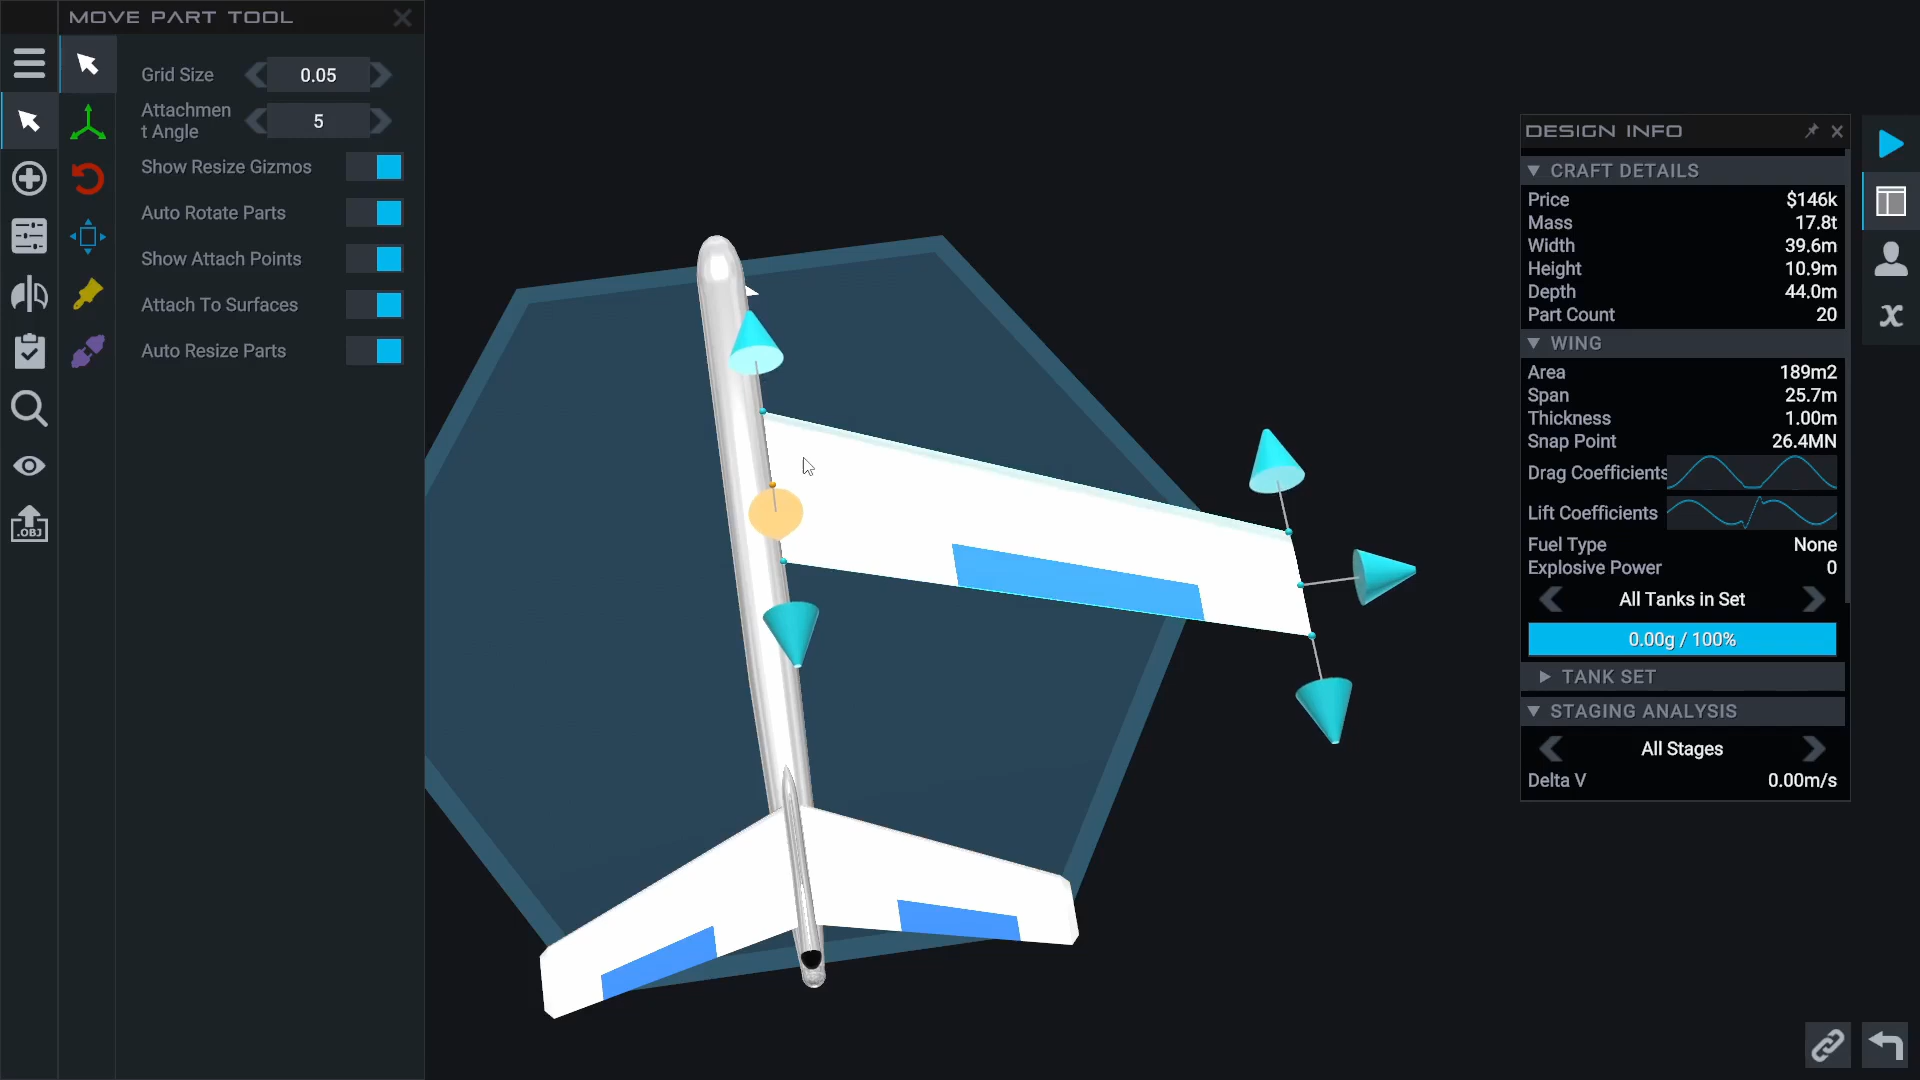 MOVE PART TOOL
Grid Size 0.05
Attachmen
t Angle 5
Show Resize Gizmos
Auto Rotate Parts
Show Attach Points
Attach To Surfaces
Auto Resize Parts
.OBJ
DESIGN INFO
CRAFT DETAILS
Price $146k
Mass 17.8t
Width 39.6m
Height 10.9m
Depth 44.0m
Part Count 20
WING
Area 189m2
Span 25.7m
Thickness 1.00m
Snap Point 26.4MN
Drag Coefficients
Lift Coefficients
Fuel Type None
Explosive Power 0
All Tanks in Set
0.00g / 100%
TANK SET
STAGING ANALYSIS
All Stages
Delta V 0.00m/s
x